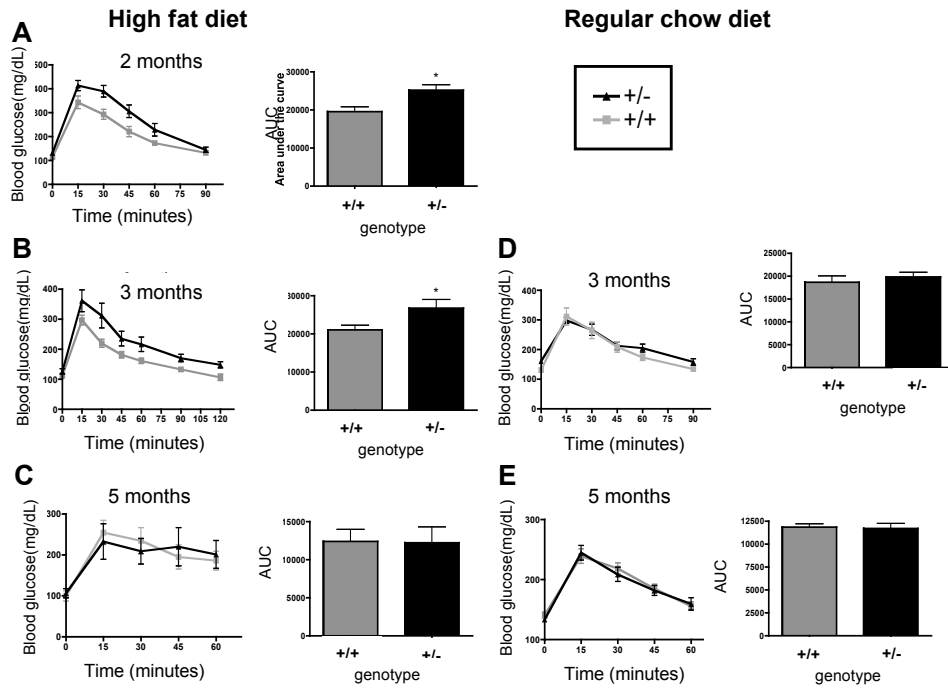 High fat diet
Regular chow diet
A
2 months
Blood glucose(mg/dL)
400
300
200
100
0
0 15 30 45 60 75 90
Time (minutes)
AUC
Area under the curve
30000
20000
10000
0
+/+ +/-
*
genotype
+/-
+/+
B
3 months
Blood glucose(mg/dL)
400
300
200
100
0 15 30 45 60 75 90 105 120
Time (minutes)
AUC
30000
20000
10000
0
*
+/+ +/-
genotype
D
3 months
Blood glucose(mg/dL)
400
300
200
100
0 15 30 45 60 75 90
Time (minutes)
AUC
25000
20000
15000
10000
5000
0
+/+ +/-
genotype
C
5 months
Blood glucose(mg/dL)
300
200
100
0
0 15 30 45 60
Time (minutes)
AUC
15000
10000
5000
0
+/+ +/-
genotype
E
5 months
Blood glucose(mg/dL)
300
200
100
0 15 30 45 60
Time (minutes)
AUC
12500
10000
7500
5000
2500
0
+/+ +/-
genotype